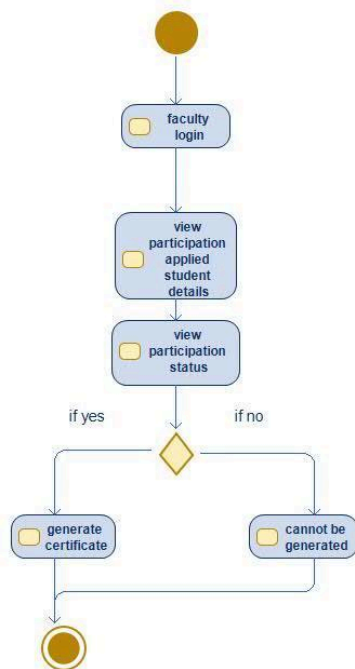 faculty
login
view
participation
applied
student
details
view
participation
status
if yes
if no
generate
certificate
cannot be
generated